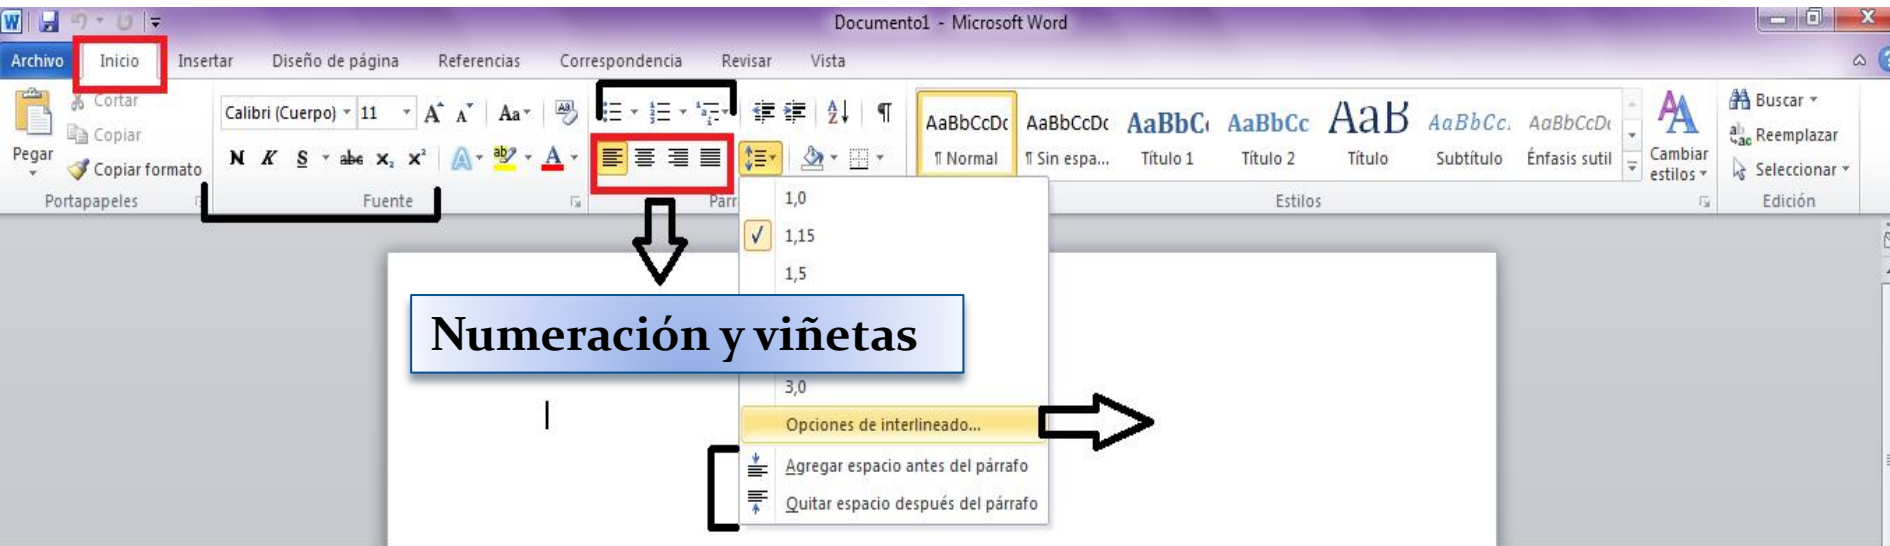 Documento1 - Microsoft Word
Archivo Inicio Insertar Diseño de página Referencias Correspondencia Revisar Vista
Cortar
Copiar
Pegar
Copiar formato
Portapapeles
Calibri (Cuerpo) 11 A A Aa
N K S abc x₂ x² A ab A
Fuente
Parr
AaBbCcDc AaBbCcDc AaBbC AaBbCc AaB AaBbCc. AaBbCcDc
¶ Normal ¶ Sin espa... Título 1 Título 2 Título Subtítulo Énfasis sutil
Cambiar
estilos
Estilos
Buscar
Reemplazar
Seleccionar
Edición
1,0
1,15
1,5
Numeración y viñetas
3,0
Opciones de interlineado...
Agregar espacio antes del párrafo
Quitar espacio después del párrafo